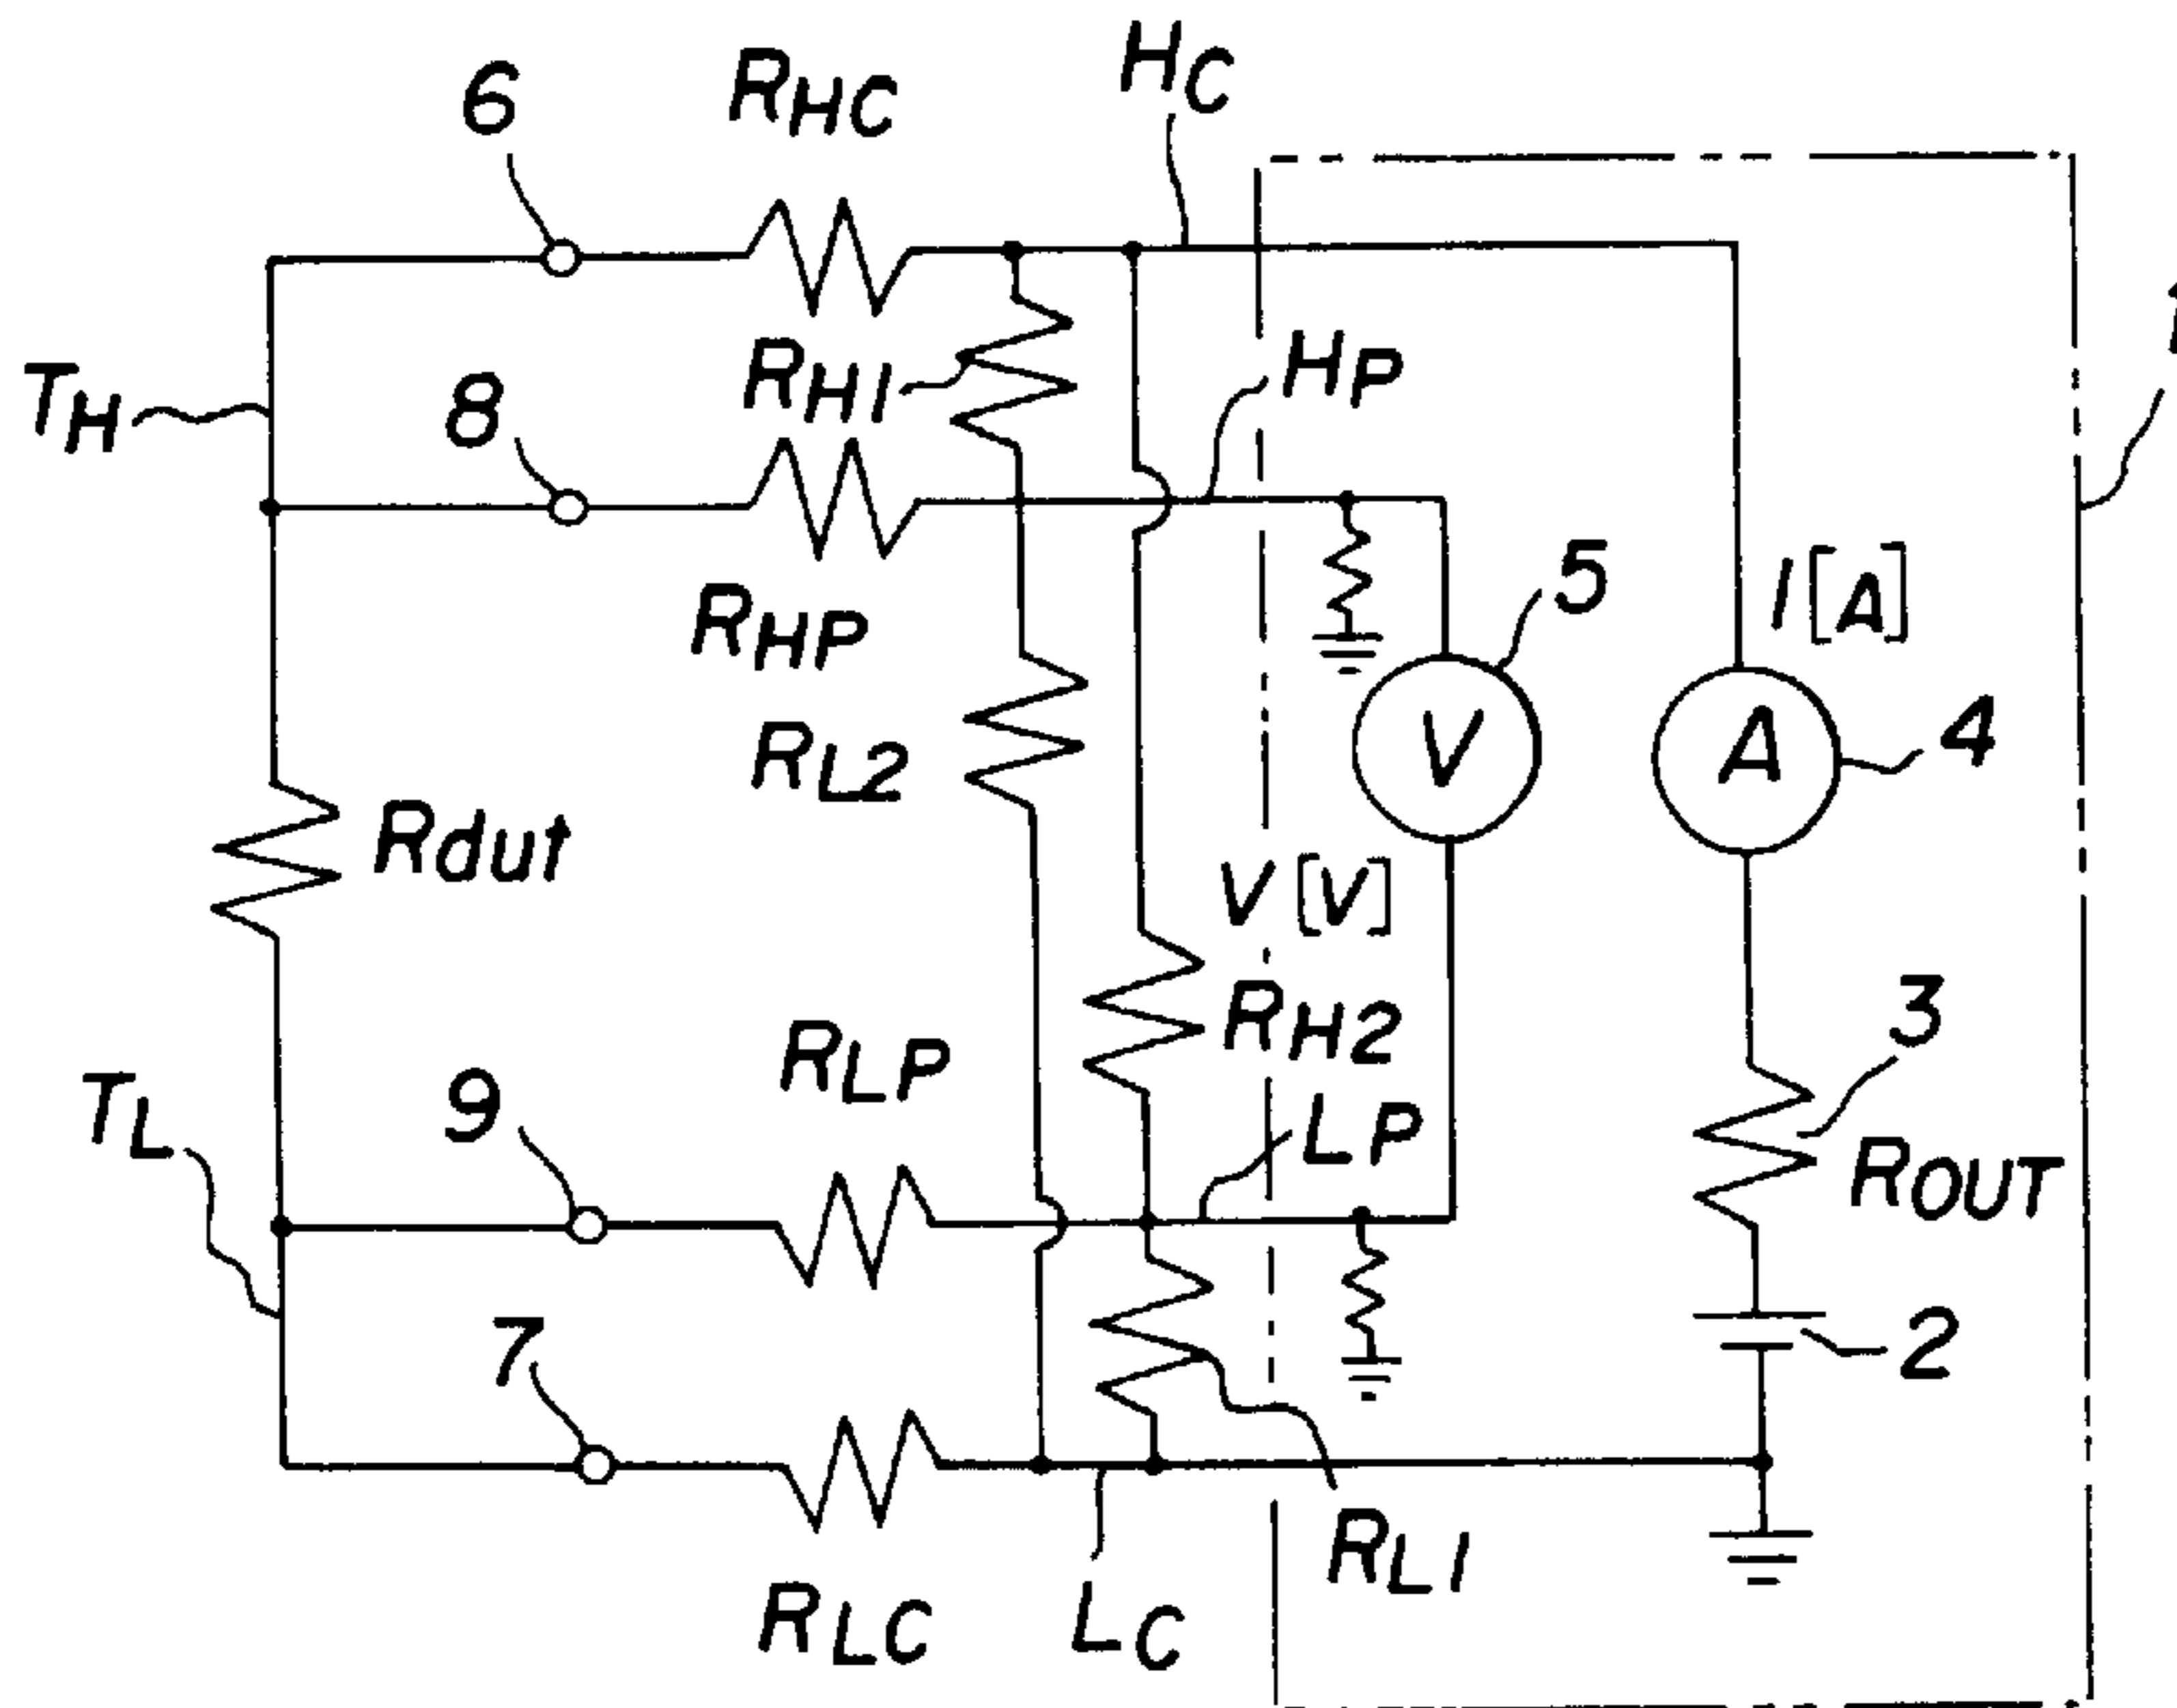 6
RHC
HC
1
TH
8
RH1
HP
RHP
5
I[A]
RL2
V
A
4
Rdut
V[V]
RH2
3
TL
9
RLP
LP
ROUT
7
2
RLC
LC
RL1